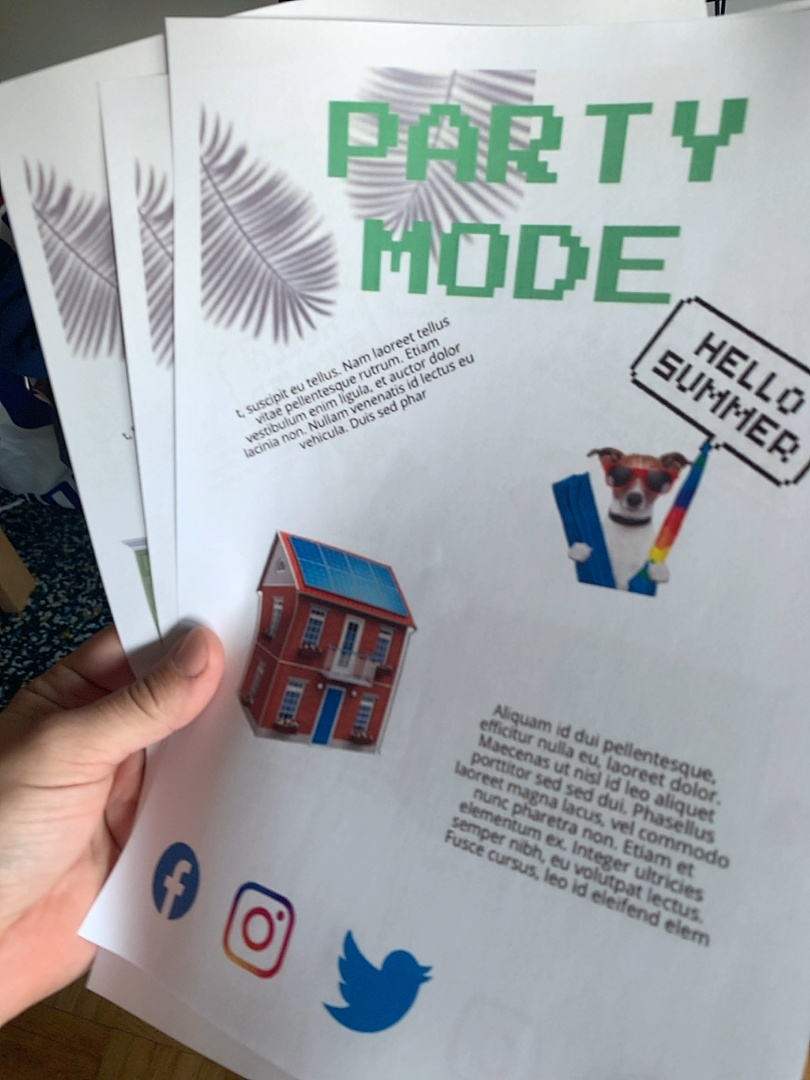 PARTY
MODE
HELLO
SUMMER
t, suscipit eu tellus. Nam laoreet tellus
vitae pellentesque rutrum. Etiam
vestibulum enim ligula, et auctor dolor
lacinia non. Nullam venenatis id lectus eu
vehicula. Duis sed phar
Aliquam id dui pellentesque,
efficitur nulla eu, laoreet dolor.
Maecenas ut nisl id leo aliquet
porttitor sed sed dui. Phasellus
laoreet magna lacus, vel commodo
nunc pharetra non. Etiam et
elementum ex. Integer ultricies
semper nibh, eu volutpat lectus.
Fusce cursus, leo id eleifend elem